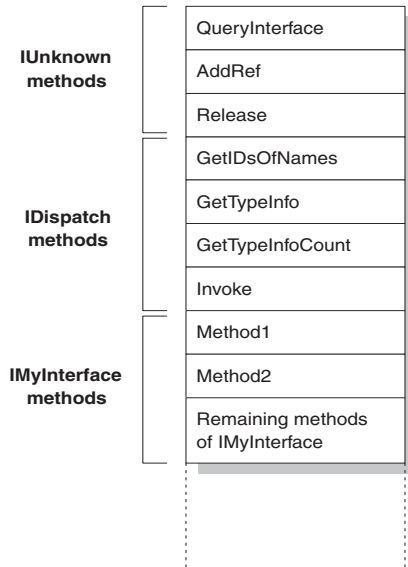 IUnknown
methods
QueryInterface
AddRef
Release
IDispatch
methods
GetIDsOfNames
GetTypeInfo
GetTypeInfoCount
Invoke
IMyInterface
methods
Method1
Method2
Remaining methods
of IMyInterface